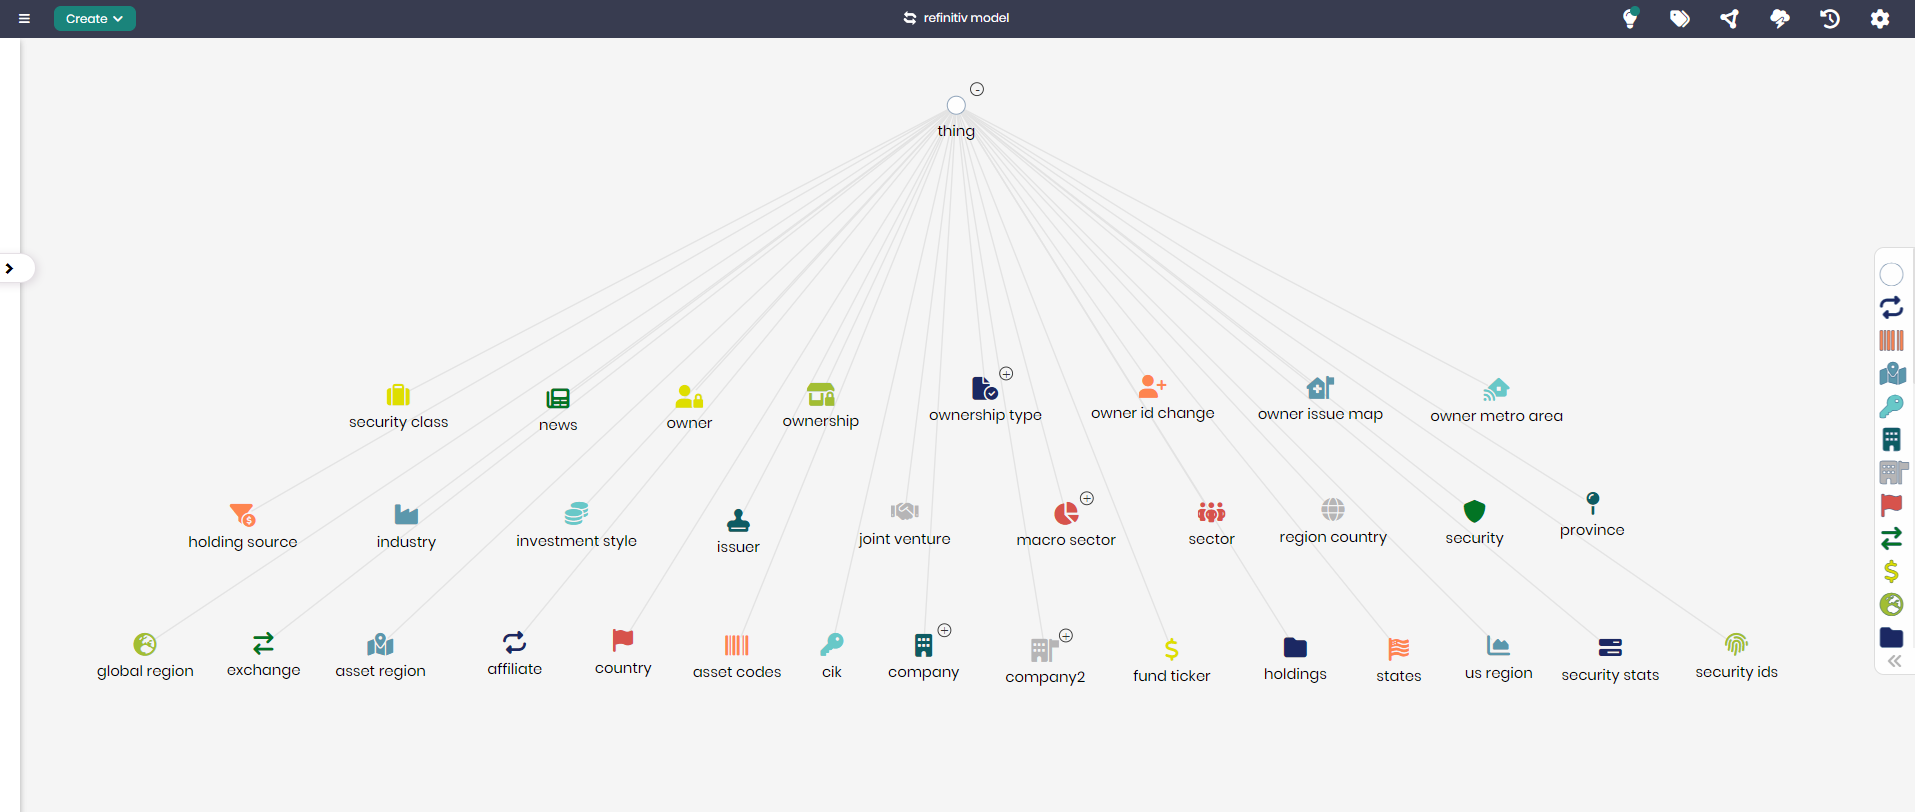 Create
refinitiv model
thing
security class
news
owner
ownership
ownership type
owner id change
owner issue map
owner metro area
holding source
industry
investment style
issuer
joint venture
macro sector
sector
region country
security
province
global region
exchange
asset region
affiliate
country
asset codes
cik
company
company2
fund ticker
holdings
states
us region
security stats
security ids